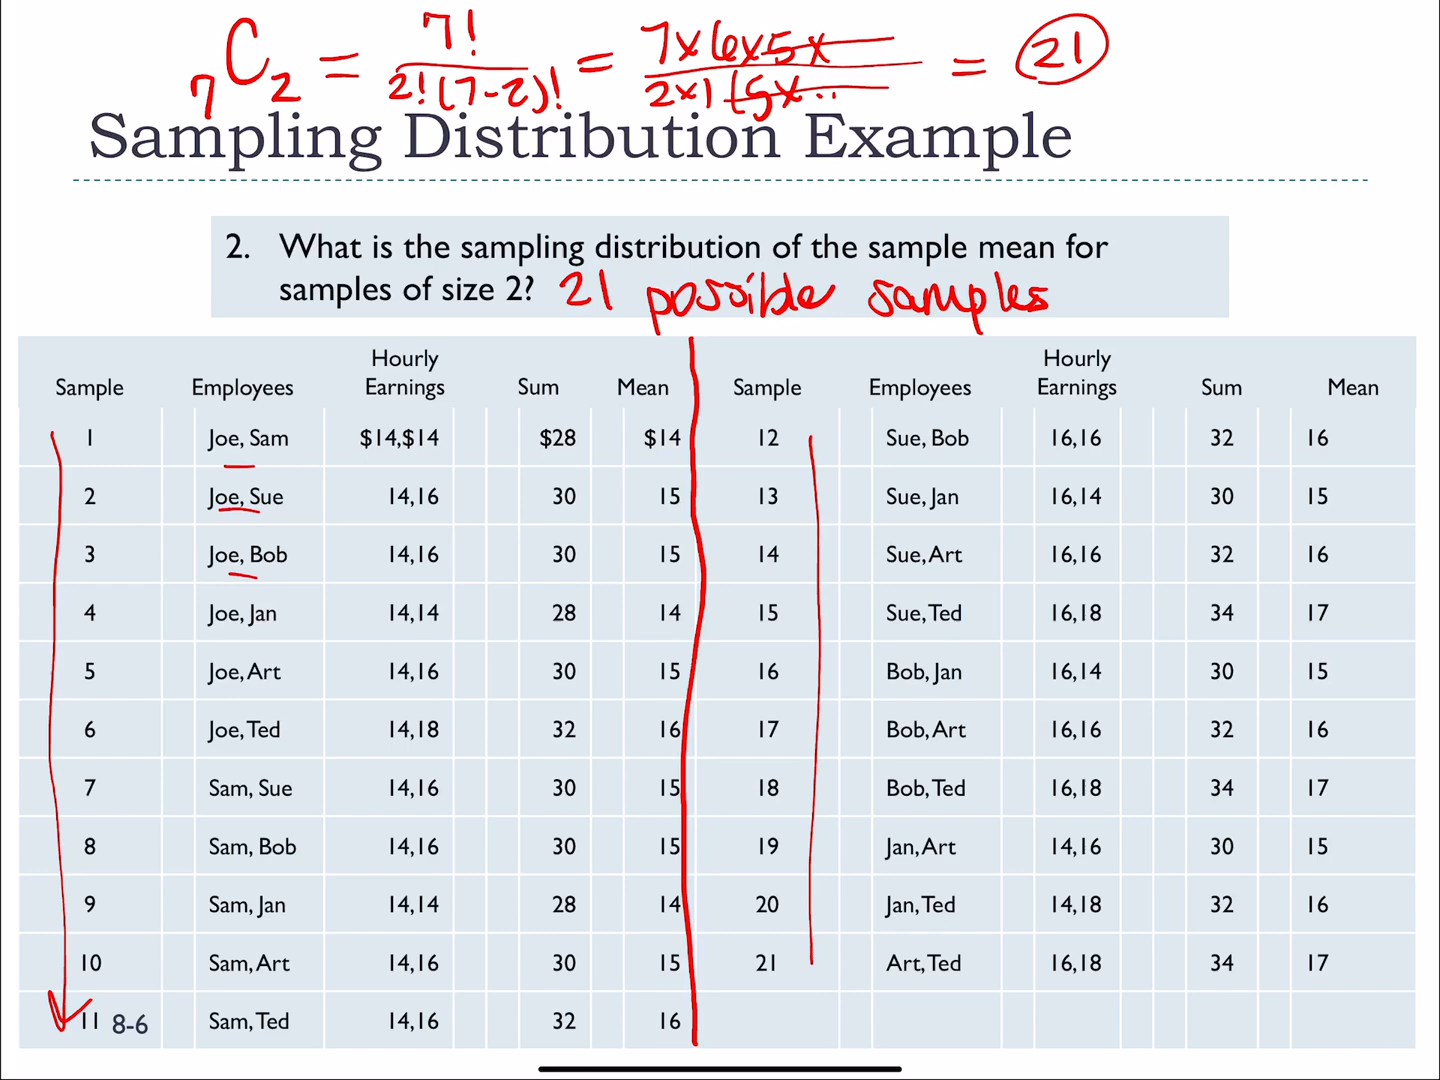 7C2 = 7! / 2!(7-2)! = 7x6x5x / 2x1(5x.. = 21
Sampling Distribution Example
2. What is the sampling distribution of the sample mean for
samples of size 2? 21 possible samples
Sample Employees Hourly Earnings Sum Mean Sample Employees Hourly Earnings Sum Mean
1 Joe, Sam $14,$14 $28 $14 12 Sue, Bob 16,16 32 16
2 Joe, Sue 14,16 30 15 13 Sue, Jan 16,14 30 15
3 Joe, Bob 14,16 30 15 14 Sue, Art 16,16 32 16
4 Joe, Jan 14,14 28 14 15 Sue, Ted 16,18 34 17
5 Joe, Art 14,16 30 15 16 Bob, Jan 16,14 30 15
6 Joe, Ted 14,18 32 16 17 Bob, Art 16,16 32 16
7 Sam, Sue 14,16 30 15 18 Bob, Ted 16,18 34 17
8 Sam, Bob 14,16 30 15 19 Jan, Art 14,16 30 15
9 Sam, Jan 14,14 28 14 20 Jan, Ted 14,18 32 16
10 Sam, Art 14,16 30 15 21 Art, Ted 16,18 34 17
11 Sam, Ted 14,16 32 16
8-6